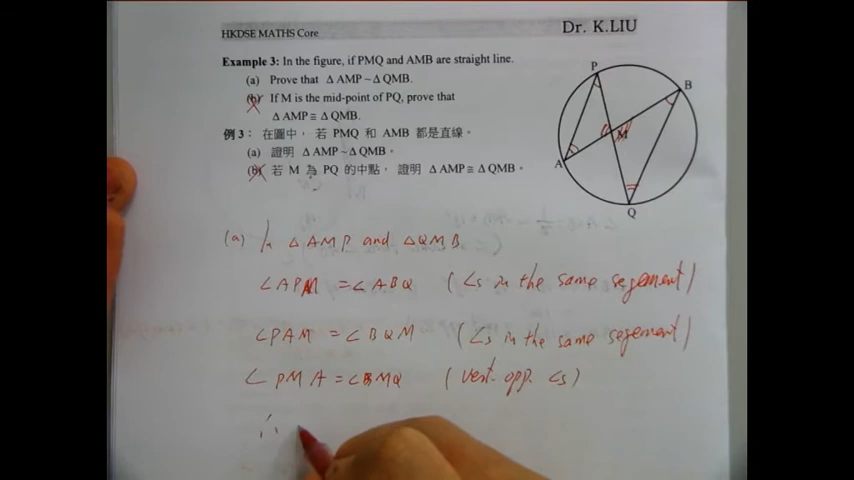 HKDSE MATHS Core
Dr. K.LIU
Example 3: In the figure, if PMQ and AMB are straight line.
(a) Prove that Δ AMP ~ Δ QMB.
(b) If M is the mid-point of PQ, prove that
Δ AMP ≅ Δ QMB.
例 3： 在圖中， 若 PMQ 和 AMB 都是直線。
(a) 證明 Δ AMP ~ Δ QMB。
(b) 若 M 為 PQ 的中點， 證明 Δ AMP ≅ Δ QMB。
P
B
M
A
Q
(a) In Δ AMP and Δ QMB
∠APM = ∠ABQ (∠s in the same segement)
∠PAM = ∠BQM (∠s in the same segement)
∠PMA = ∠BMQ (vert. opp. ∠s)
∴